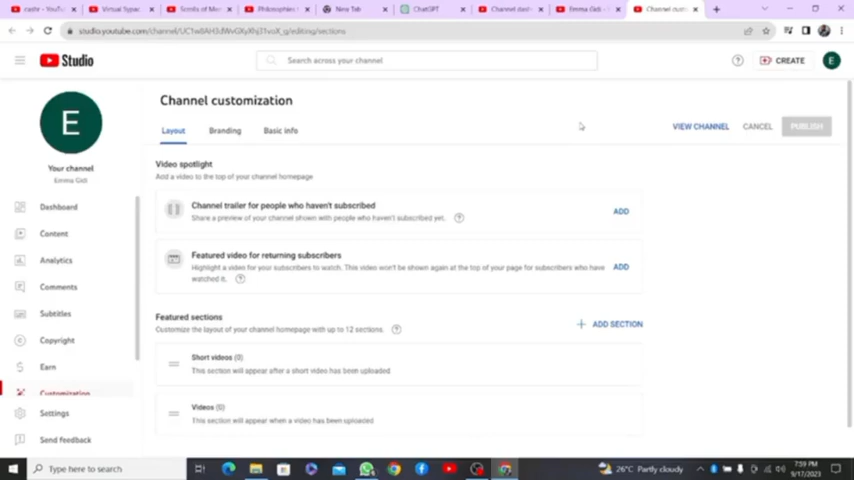 Virtual Typac
Scrolls of Me
Philosophies
New Tab
ChatGPT
Channel dash
Emma Gidi -
Channel custo
studio.youtube.com/channel/
/editing/sections
Studio
Search across your channel
CREATE
E
E
Your channel
Emma Gidi
Dashboard
Content
Analytics
Comments
Subtitles
Copyright
Earn
Customization
Settings
Send feedback
Channel customization
Layout
Branding
Basic info
VIEW CHANNEL
CANCEL
PUBLISH
Video spotlight
Add a video to the top of your channel homepage
Channel trailer for people who haven't subscribed
Share a preview of your channel shown with people who haven't subscribed yet.
ADD
Featured video for returning subscribers
Highlight a video for your subscribers to watch. This video won't be shown again at the top of your page for subscribers who have
watched it.
ADD
Featured sections
Customize the layout of your channel homepage with up to 12 sections.
ADD SECTION
Short videos (0)
This section will appear after a short video has been uploaded
Videos (0)
This section will appear when a video has been uploaded
Type here to search
26°C Partly cloudy
7:59 PM
9/17/2023